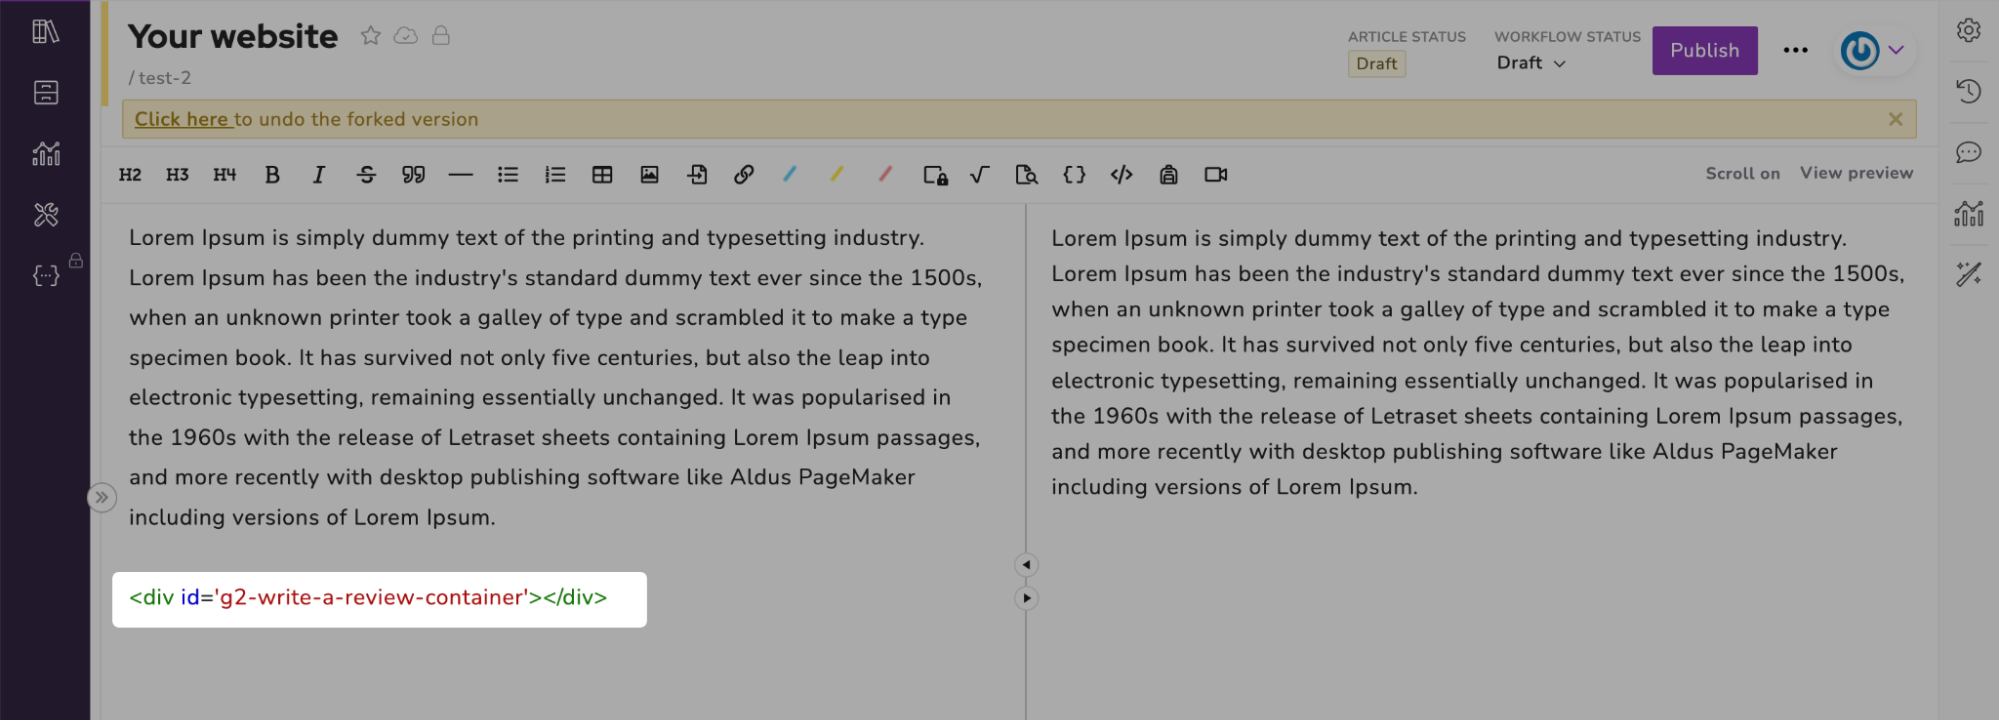 Your website
/ test-2
ARTICLE STATUS
Draft
WORKFLOW STATUS
Draft
Publish
Click here to undo the forked version
H2 H3 H4 B I S
Scroll on View preview
Lorem Ipsum is simply dummy text of the printing and typesetting industry.
Lorem Ipsum has been the industry's standard dummy text ever since the 1500s,
when an unknown printer took a galley of type and scrambled it to make a type
specimen book. It has survived not only five centuries, but also the leap into
electronic typesetting, remaining essentially unchanged. It was popularised in
the 1960s with the release of Letraset sheets containing Lorem Ipsum passages,
and more recently with desktop publishing software like Aldus PageMaker
including versions of Lorem Ipsum.
<div id='g2-write-a-review-container'></div>
Lorem Ipsum is simply dummy text of the printing and typesetting industry.
Lorem Ipsum has been the industry's standard dummy text ever since the 1500s,
when an unknown printer took a galley of type and scrambled it to make a type
specimen book. It has survived not only five centuries, but also the leap into
electronic typesetting, remaining essentially unchanged. It was popularised in
the 1960s with the release of Letraset sheets containing Lorem Ipsum passages,
and more recently with desktop publishing software like Aldus PageMaker
including versions of Lorem Ipsum.